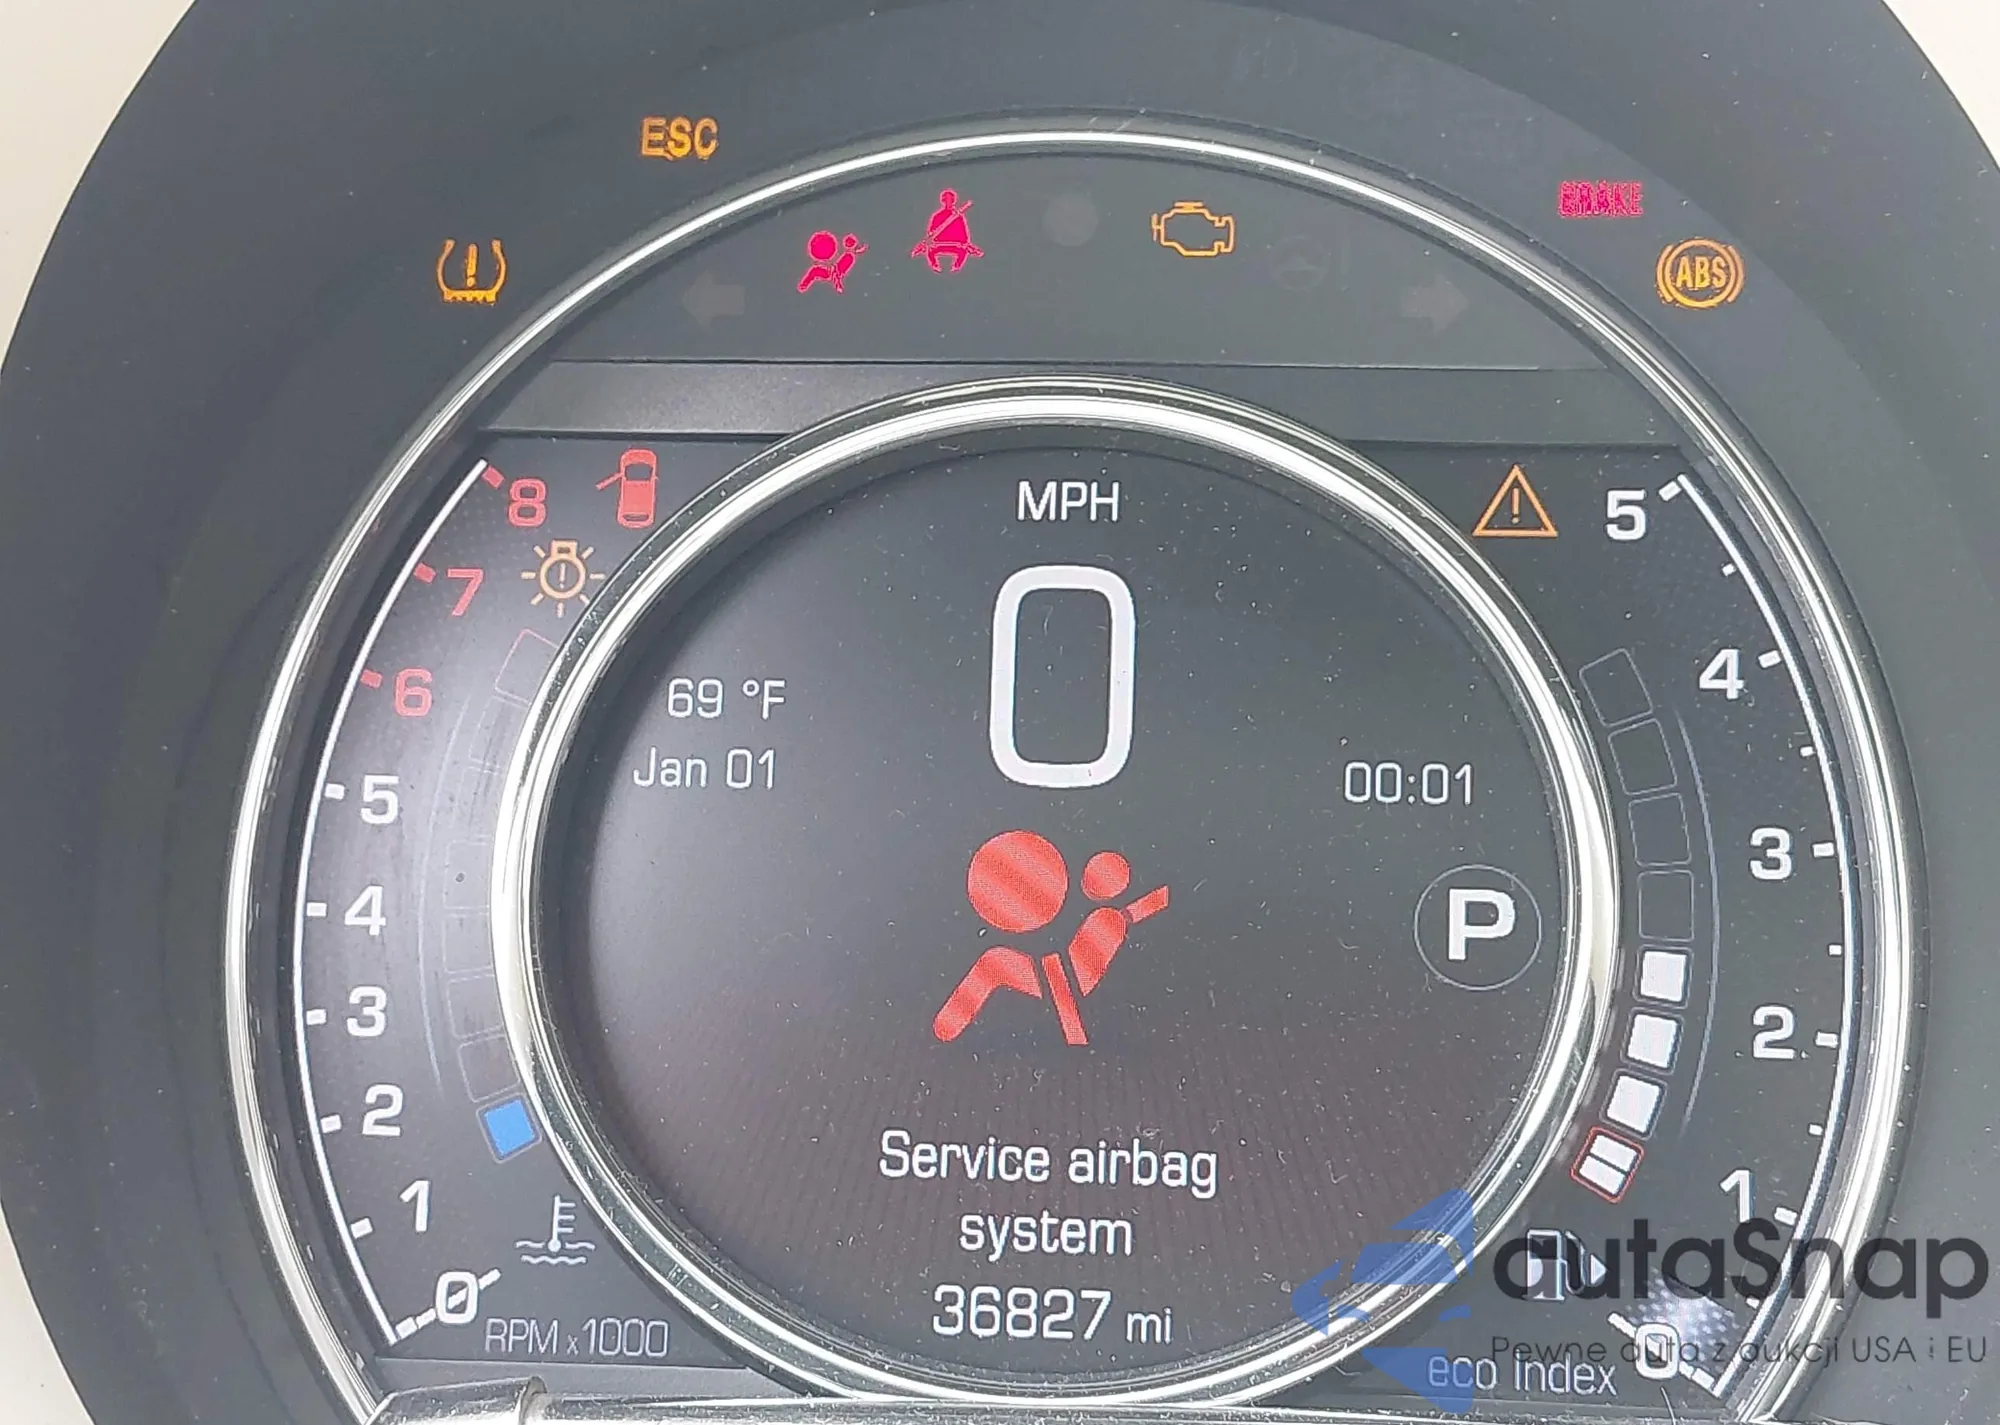 ESC
BRAKE
ABS
MPH
0
8
7
6
5
4
3
2
1
0
RPM x1000
69 °F
Jan 01
00:01
P
Service airbag
system
36827 mi
5
4
3
2
1
0
eco Index
autaSnap
Pewne auta z aukcji USA i EU